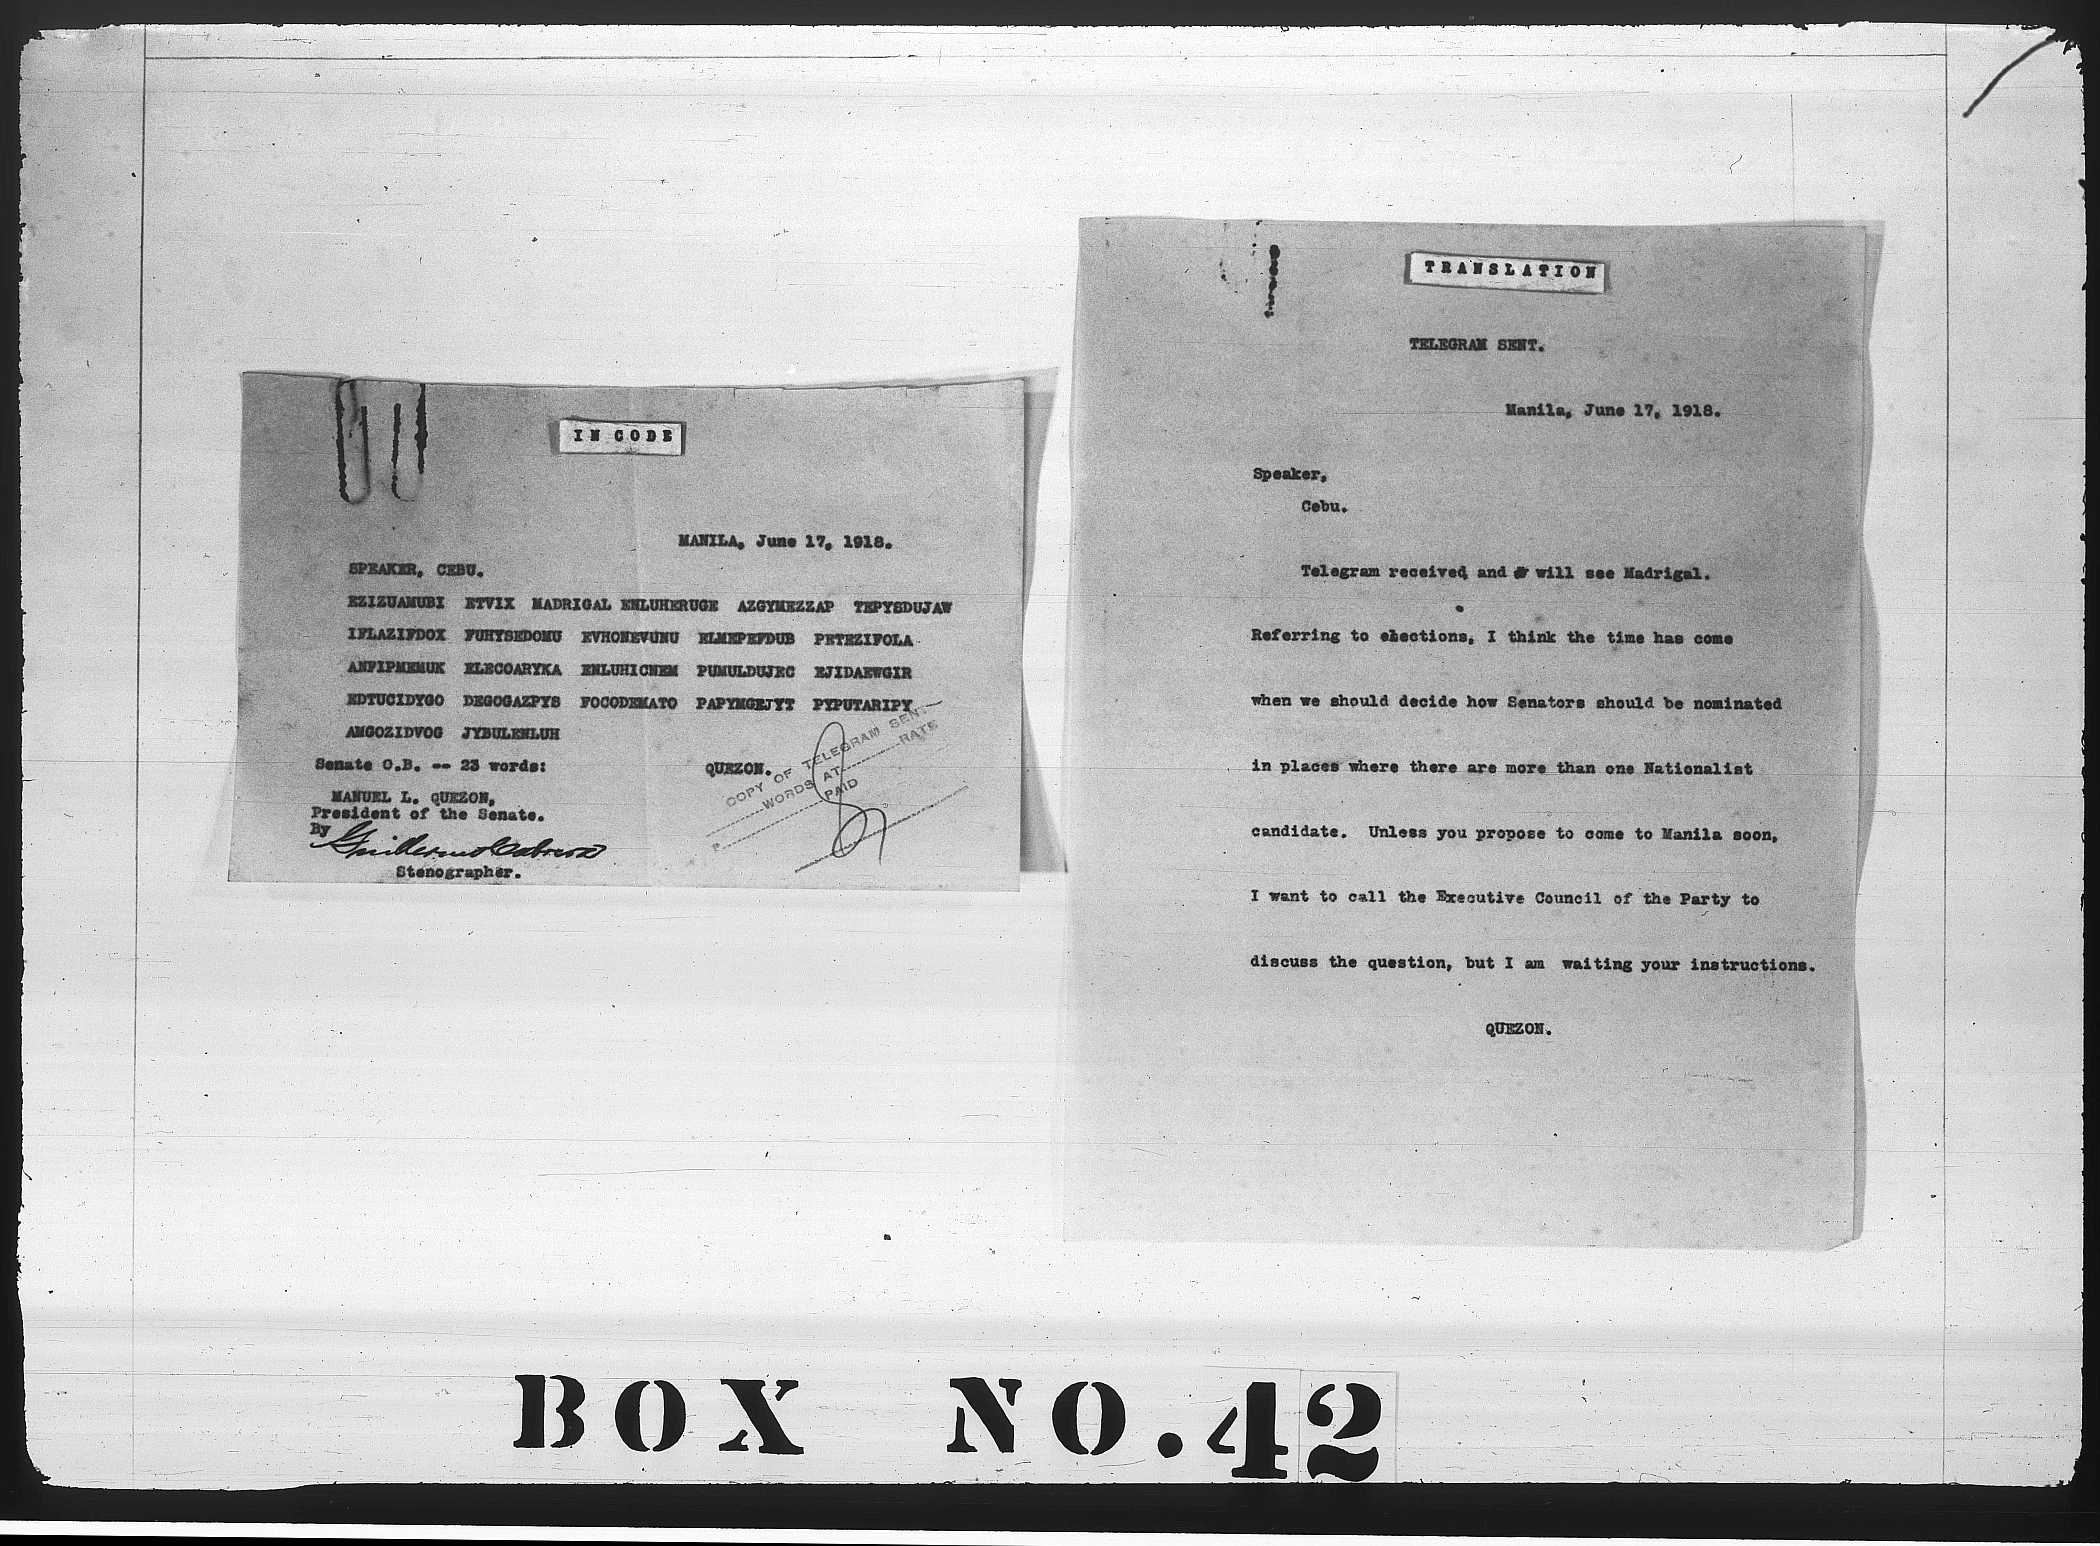 IN CODE
MANILA, June 17, 1918.
SPEAKER, CEBU.
EZIZUAMUBI ETVIX MADRIGAL ENLUHERUGE AZGYMEZZAP TEPYSDUJAW
IFLAZIFDOX FUHYSEDOMU EVHONEVUNU ELMEPEFDUB PETEZIFOLA
ANFIPMEMUK ELECOARYKA ENLUHICNEM PUMULDUJEC EJIDAEWGIR
EDTUCIDYGO DEGOGAZPYS FOCODEMATO PAPYMGEJYT PYPUTARIPY
AMGOZIDVOG JYBULENLUH
Senate O.B. -- 23 words:
QUEZON.
MANUEL L. QUEZON,
President of the Senate.
By
Guillermo Cabrera
Stenographer.
COPY OF TELEGRAM SENT
WORDS AT RATE
P PAID
TRANSLATION
TELEGRAM SENT.
Manila, June 17, 1918.
Speaker,
Cebu.
Telegram received and will see Madrigal.
Referring to elections, I think the time has come
when we should decide how Senators should be nominated
in places where there are more than one Nationalist
candidate. Unless you propose to come to Manila soon,
I want to call the Executive Council of the Party to
discuss the question, but I am waiting your instructions.
QUEZON.
BOX NO. 42